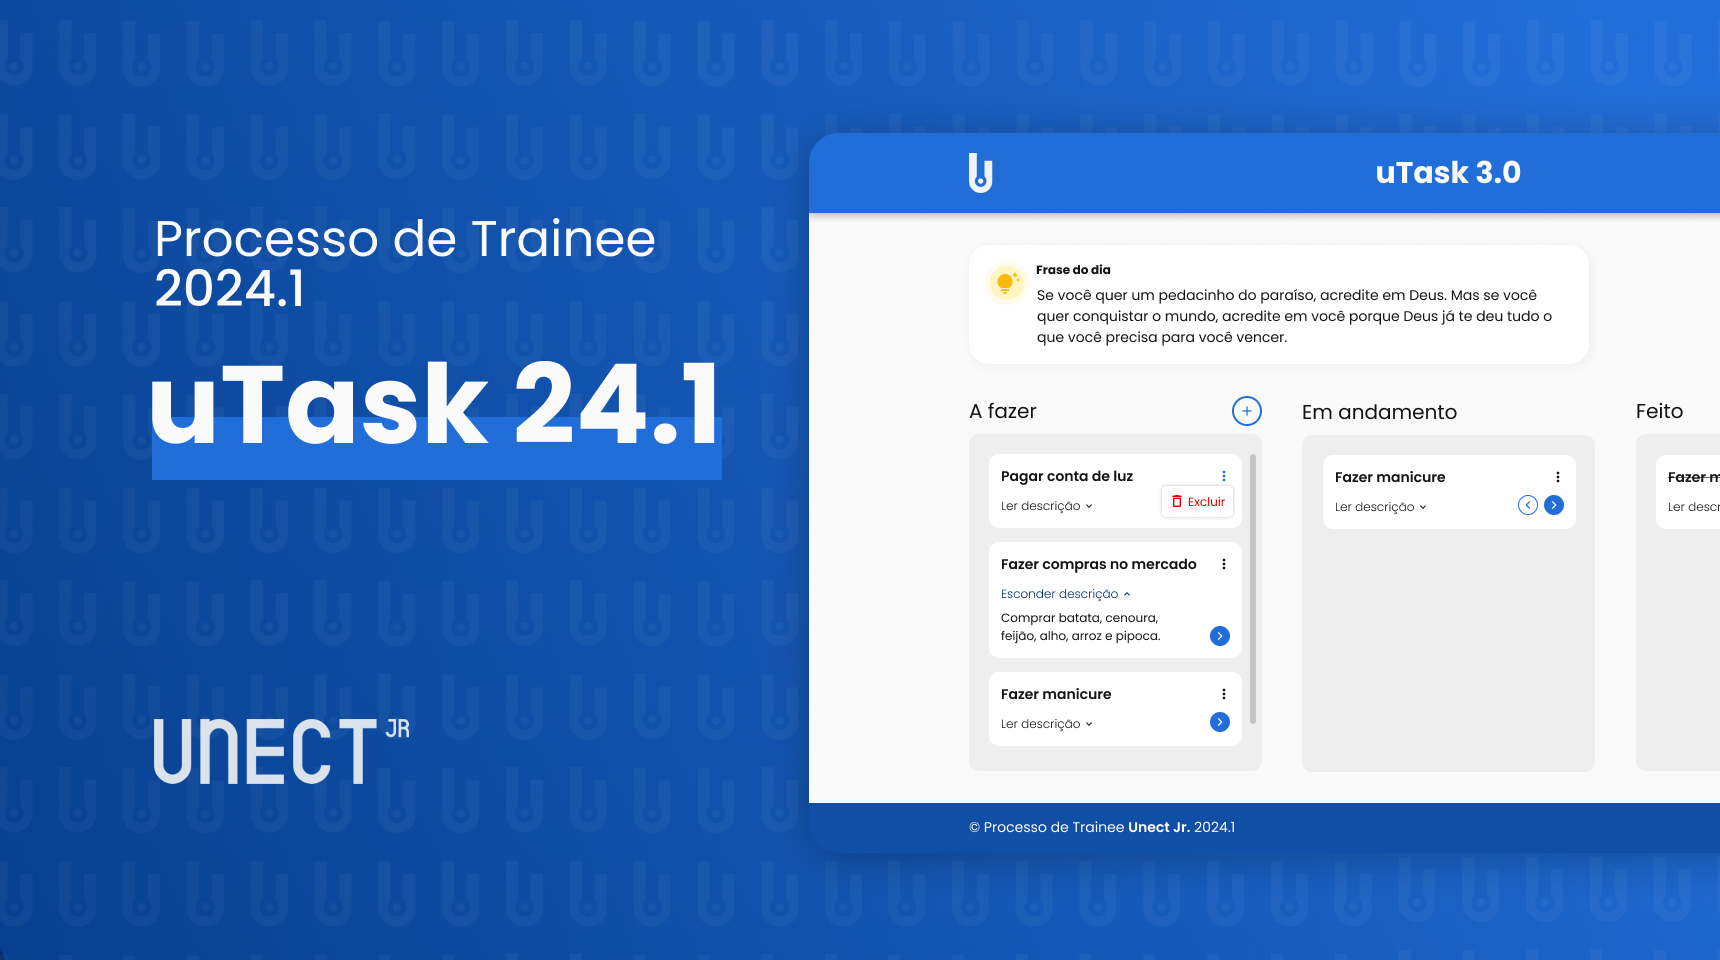 Processo de Trainee
2024.1
uTask 24.1
UNECT JR
uTask 3.0
Frase do dia
Se você quer um pedacinho do paraíso, acredite em Deus. Mas se você
quer conquistar o mundo, acredite em você porque Deus já te deu tudo o
que você precisa para você vencer.
A fazer
Pagar conta de luz
Ler descrição
Excluir
Fazer compras no mercado
Esconder descrição
Comprar batata, cenoura,
feijão, alho, arroz e pipoca.
Fazer manicure
Ler descrição
Em andamento
Fazer manicure
Ler descrição
Feito
Fazer m
Ler descr
© Processo de Trainee Unect Jr. 2024.1